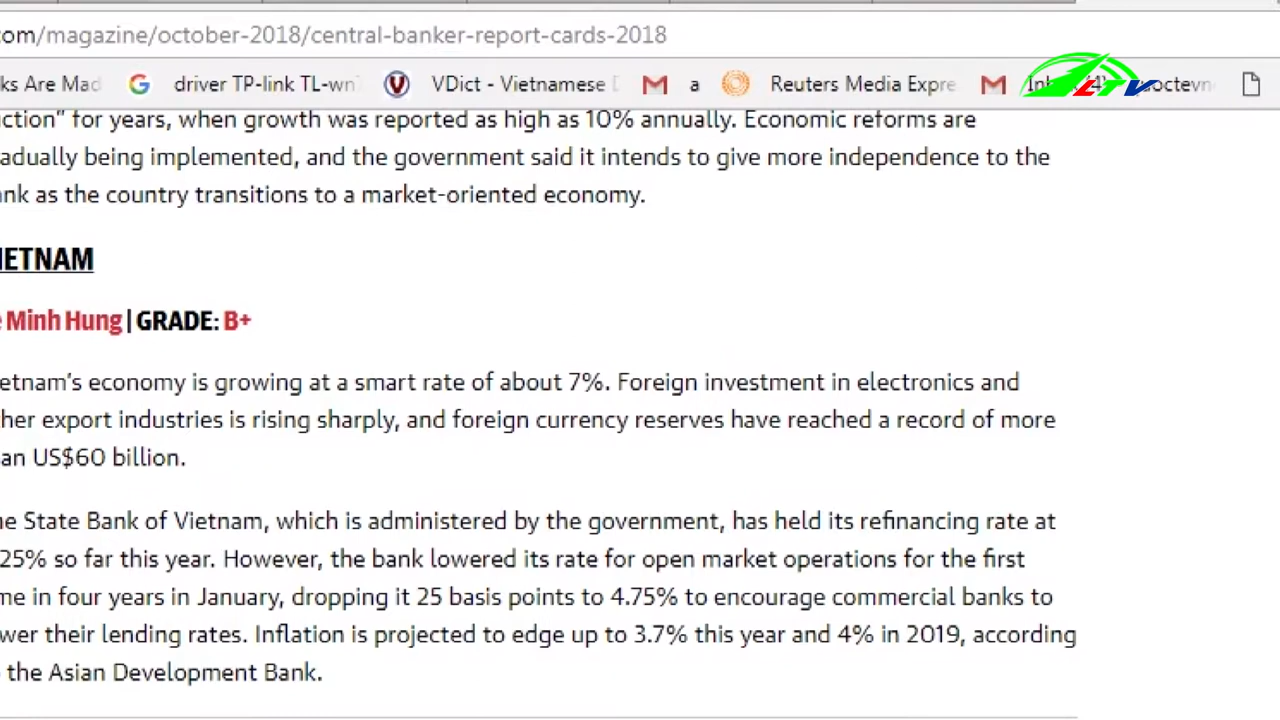 com/magazine/october-2018/central-banker-report-cards-2018
ks Are Mad driver TP-link TL-wn VDict - Vietnamese D a Reuters Media Expre Inb (4) octevn
LTV
uction” for years, when growth was reported as high as 10% annually. Economic reforms are
adually being implemented, and the government said it intends to give more independence to the
ank as the country transitions to a market-oriented economy.
IETNAM
e Minh Hung | GRADE: B+
etnam’s economy is growing at a smart rate of about 7%. Foreign investment in electronics and
her export industries is rising sharply, and foreign currency reserves have reached a record of more
an US$60 billion.
he State Bank of Vietnam, which is administered by the government, has held its refinancing rate at
.25% so far this year. However, the bank lowered its rate for open market operations for the first
me in four years in January, dropping it 25 basis points to 4.75% to encourage commercial banks to
wer their lending rates. Inflation is projected to edge up to 3.7% this year and 4% in 2019, according
o the Asian Development Bank.